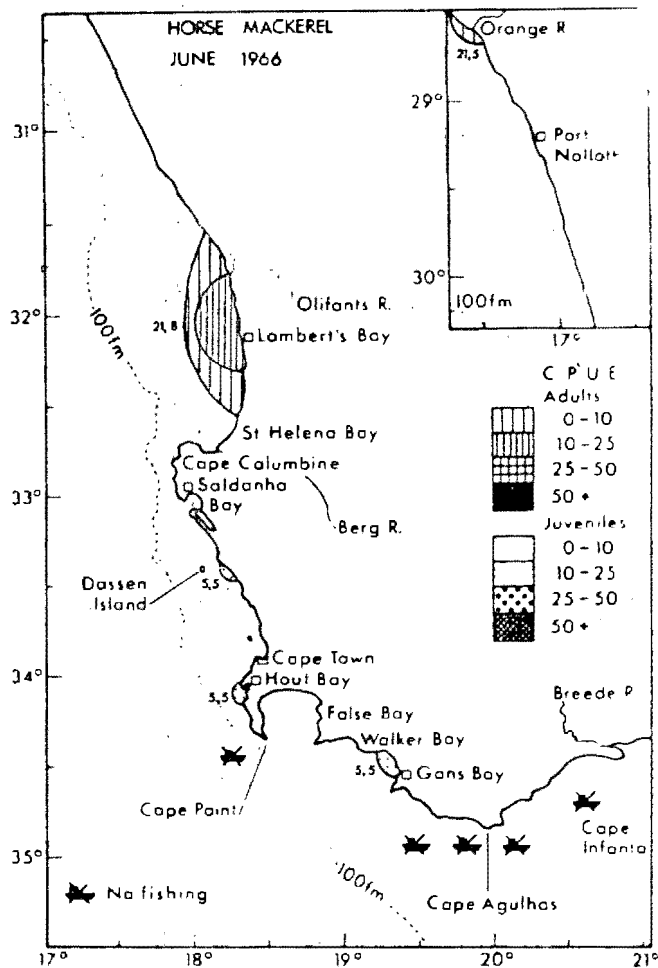 HORSE MACKEREL
JUNE 1966
Orange R
21,5
29°
Port
Nolloth
30°
100fm
17°
31°
32°
33°
34°
35°
100fm
21,8
Olifants R.
Lambert's Bay
St Helena Bay
Cape Calumbine
Saldanha
Bay
Berg R.
Dassen
Island
5,5
Cape Town
Hout Bay
5,5
False Bay
Walker Bay
5,5
Gans Bay
Breede R
Cape Point
Cape
Infanta
Cape Agulhas
100fm
No fishing
C P U E
Adults
0-10
10-25
25-50
50+
Juveniles
0-10
10-25
25-50
50+
17°
18°
19°
20°
21°